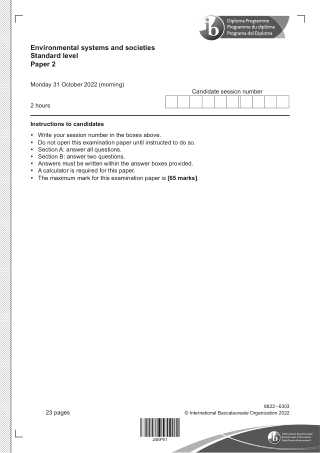 Diploma Programme
Programme du diplôme
Programa del Diploma
Environmental systems and societies
Standard level
Paper 2
Monday 31 October 2022 (morning)
Candidate session number
2 hours
Instructions to candidates
• Write your session number in the boxes above.
• Do not open this examination paper until instructed to do so.
• Section A: answer all questions.
• Section B: answer two questions.
• Answers must be written within the answer boxes provided.
• A calculator is required for this paper.
• The maximum mark for this examination paper is [65 marks].
8822–6303
23 pages
© International Baccalaureate Organization 2022